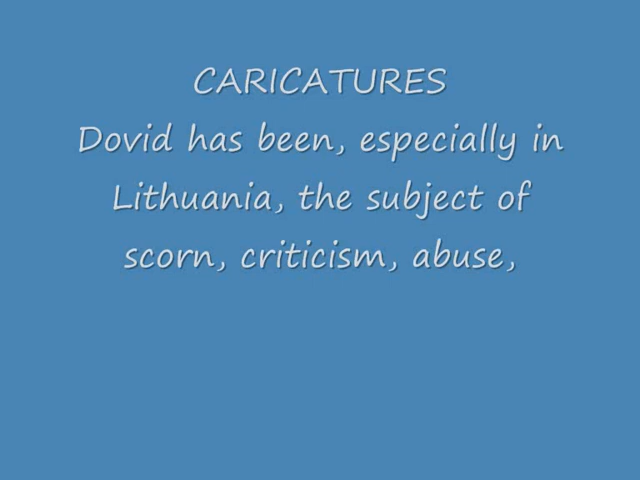 CARICATURES
Dovid has been, especially in
Lithuania, the subject of
scorn, criticism, abuse,